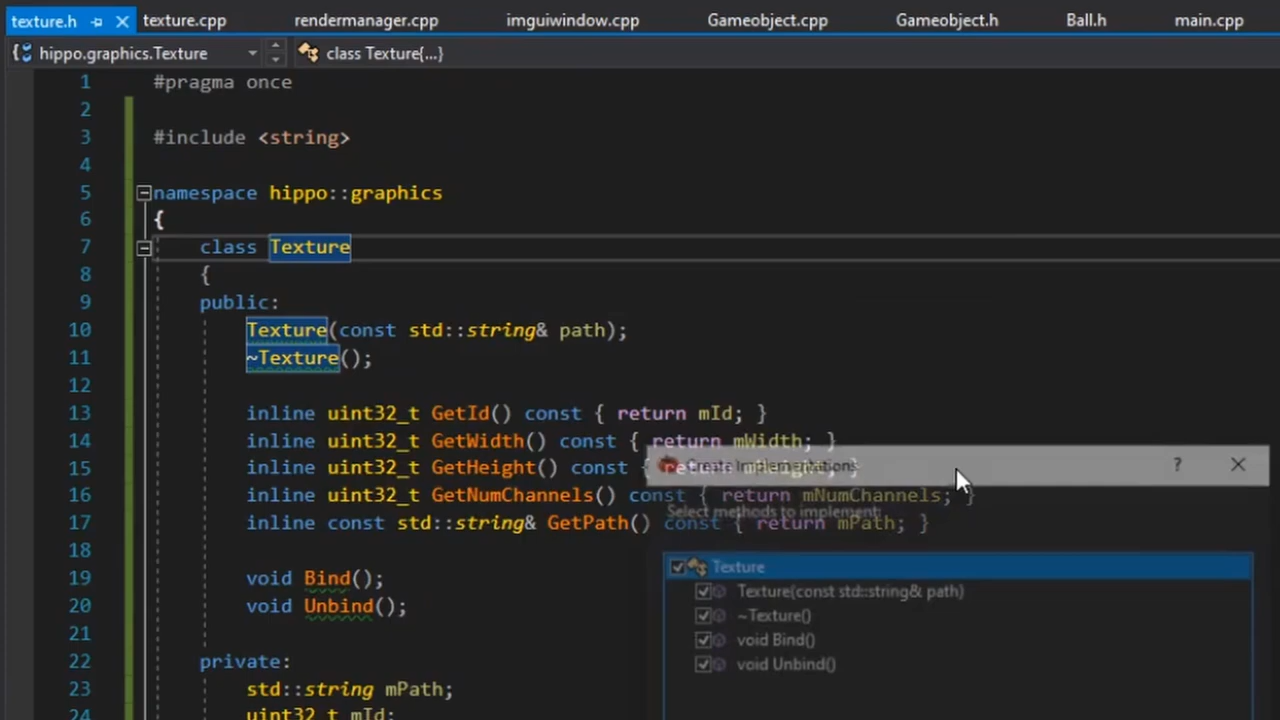 texture.h texture.cpp rendermanager.cpp imguiwindow.cpp Gameobject.cpp Gameobject.h Ball.h main.cpp
hippo.graphics.Texture class Texture{...}
1 #pragma once
2
3 #include <string>
4
5 namespace hippo::graphics
6 {
7 class Texture
8 {
9 public:
10 Texture(const std::string& path);
11 ~Texture();
12
13 inline uint32_t GetId() const { return mId; }
14 inline uint32_t GetWidth() const { return mWidth; }
15 inline uint32_t GetHeight() const { return mHeight; }
16 inline uint32_t GetNumChannels() const { return mNumChannels; }
17 inline const std::string& GetPath() const { return mPath; }
18
19 void Bind();
20 void Unbind();
21
22 private:
23 std::string mPath;
24 uint32_t mId;
Create Implementations ?
Select methods to implement:
Texture
Texture(const std::string& path)
~Texture()
void Bind()
void Unbind()